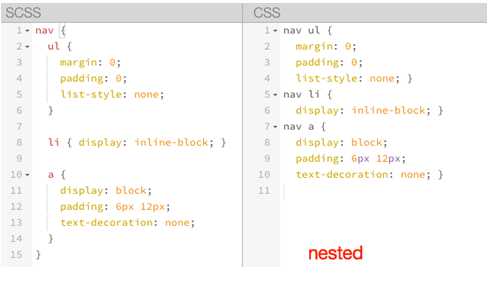 SCSS
1 nav {
2 ul {
3 margin: 0;
4 padding: 0;
5 list-style: none;
6 }
7
8 li { display: inline-block; }
9
10 a {
11 display: block;
12 padding: 6px 12px;
13 text-decoration: none;
14 }
15 }
CSS
1 nav ul {
2 margin: 0;
3 padding: 0;
4 list-style: none; }
5 nav li {
6 display: inline-block; }
7 nav a {
8 display: block;
9 padding: 6px 12px;
10 text-decoration: none; }
11
nested